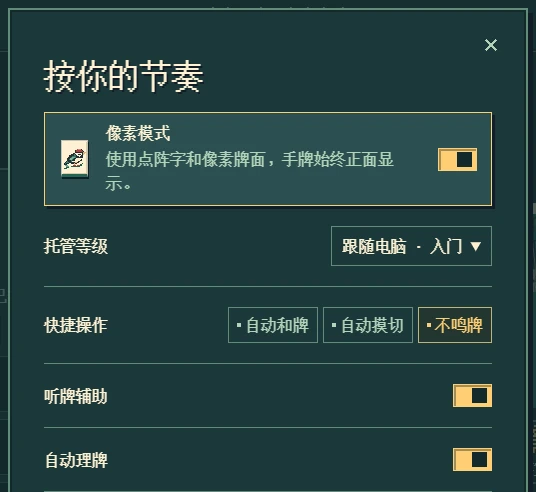 ×
按你的节奏
像素模式
使用点阵字和像素牌面，手牌始终正面显
示。
托管等级
跟随电脑 · 入门 ▼
快捷操作
自动和牌
自动摸切
不鸣牌
听牌辅助
自动理牌